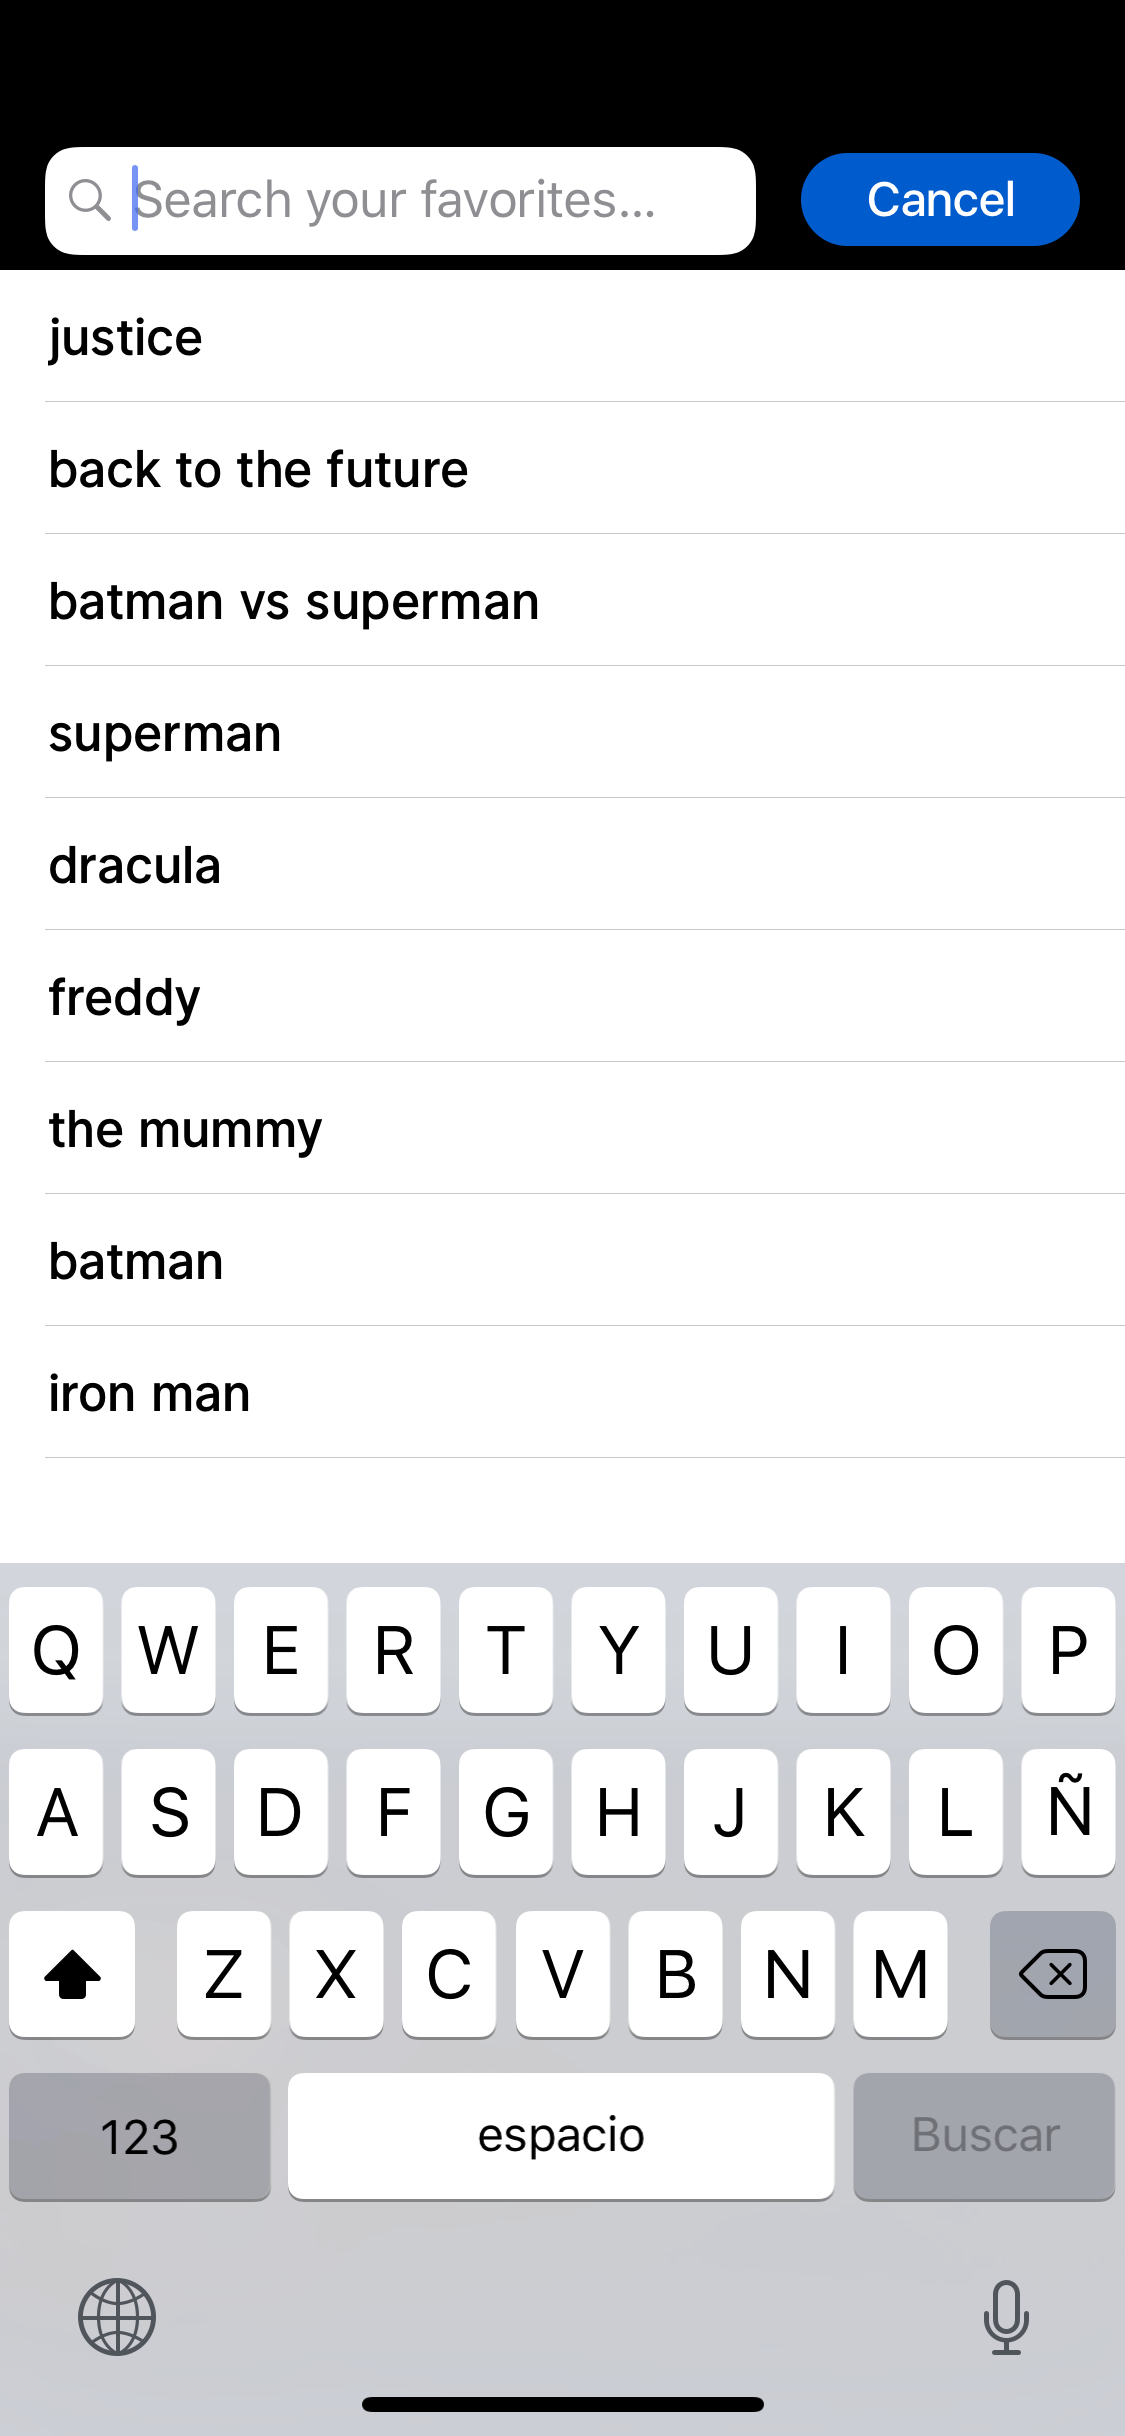 Search your favorites...
Cancel
justice
back to the future
batman vs superman
superman
dracula
freddy
the mummy
batman
iron man
Q W E R T Y U I O P
A S D F G H J K L Ñ
Z X C V B N M
123 espacio Buscar